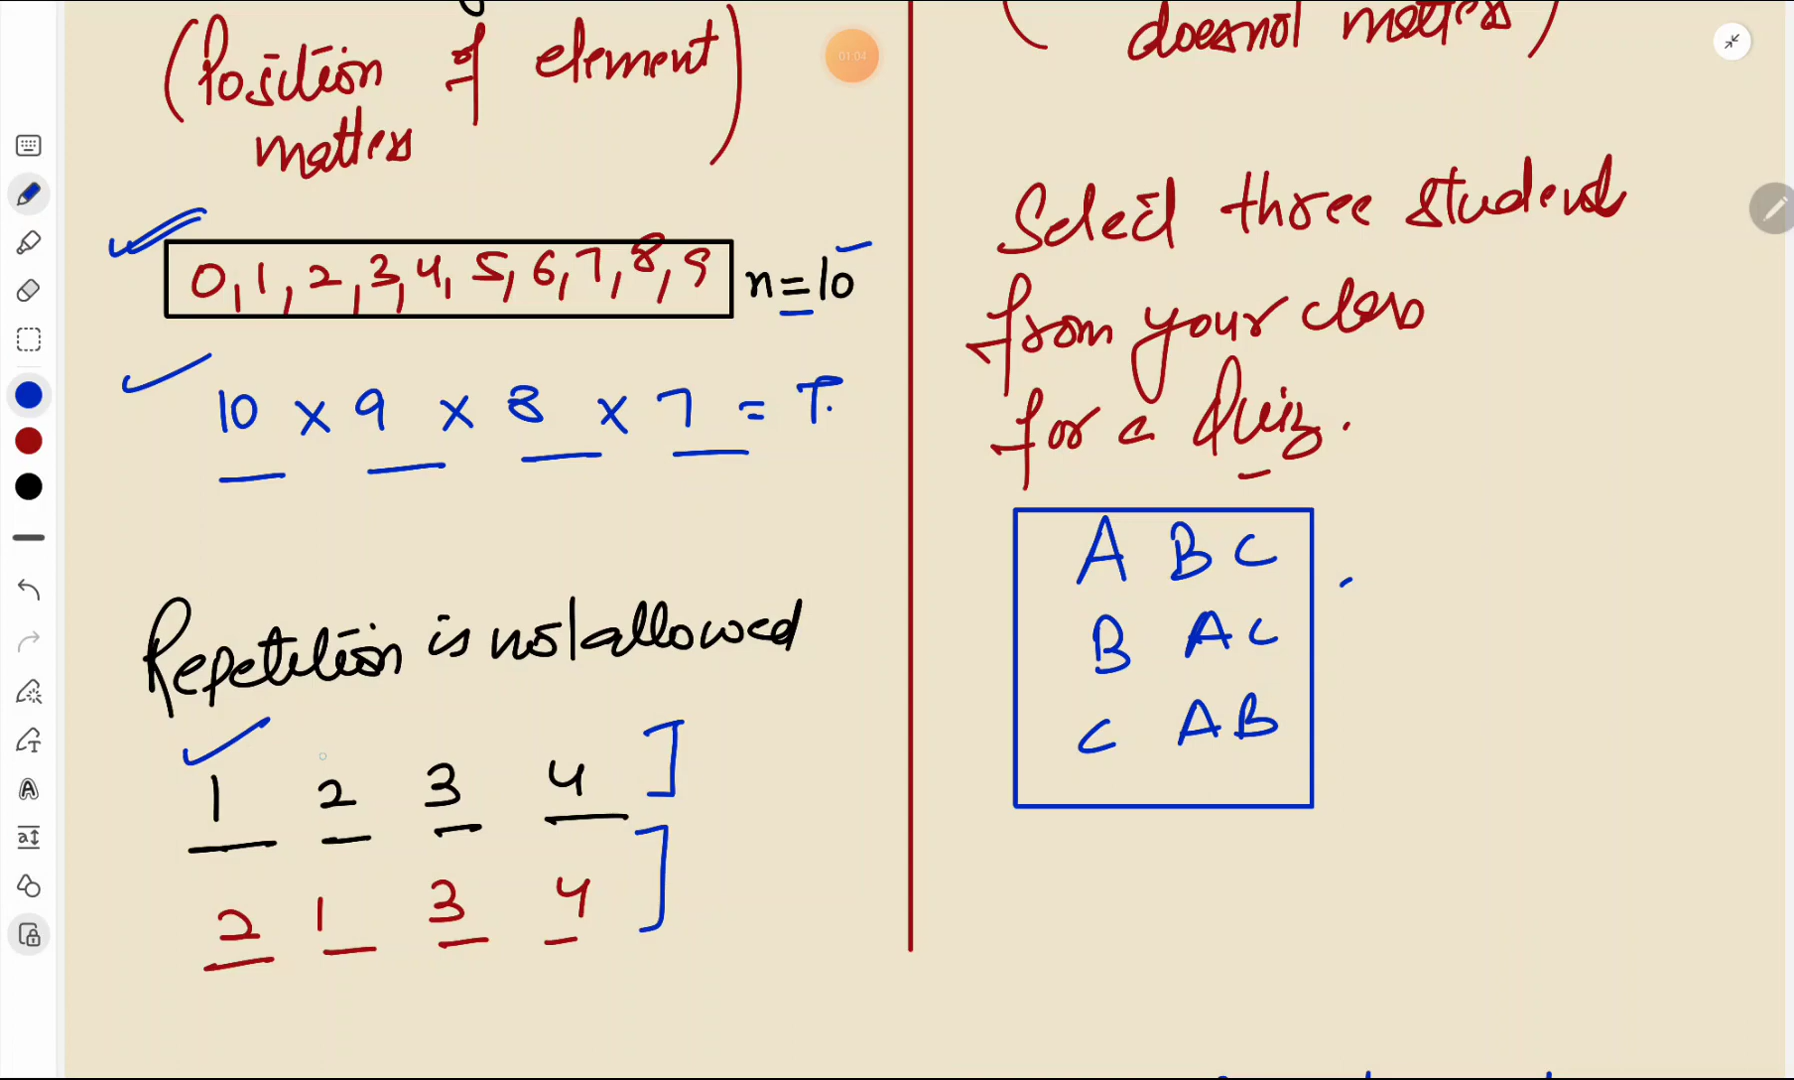 (Position of element)
matters
0,1,2,3,4,5,6,7,8,9 n=10
10 x 9 x 8 x 7 = T.
Repetition is not allowed
1 2 3 4 ]
2 1 3 4 ]
doesnot matters)
Select three student
from your class
for a Quiz.
A B C
B A C
C A B
01:04